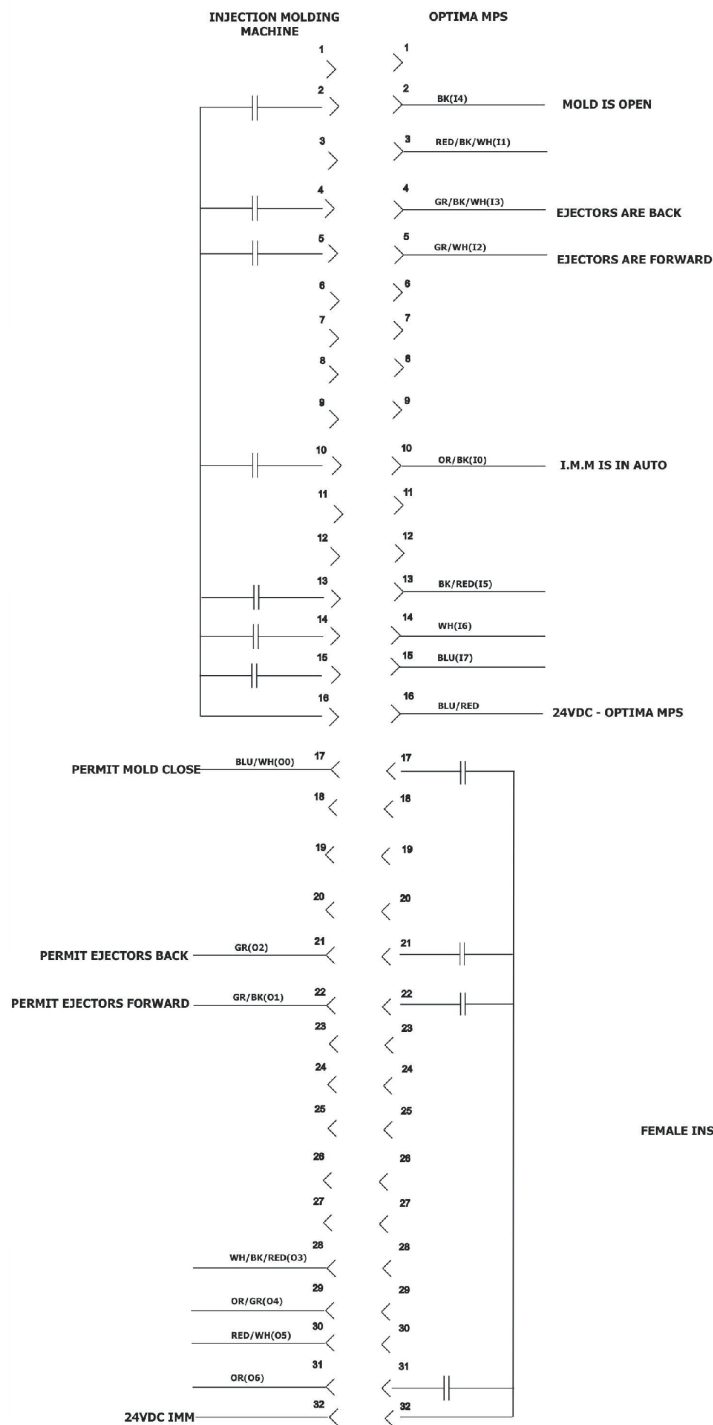 INJECTION MOLDING MACHINE OPTIMA MPS
1 1
2 2 BK(I4) MOLD IS OPEN
3 3 RED/BK/WH(I1)
4 4 GR/BK/WH(I3) EJECTORS ARE BACK
5 5 GR/WH(I2) EJECTORS ARE FORWARD
6 6
7 7
8 8
9 9
10 10 OR/BK(I0) I.M.M IS IN AUTO
11 11
12 12
13 13 BK/RED(I5)
14 14 WH(I6)
15 15 BLU(I7)
16 16 BLU/RED 24VDC - OPTIMA MPS
PERMIT MOLD CLOSE BLU/WH(O0) 17 17
18 18
19 19
20 20
PERMIT EJECTORS BACK GR(O2) 21 21
PERMIT EJECTORS FORWARD GR/BK(O1) 22 22
23 23
24 24
25 25
FEMALE INS
26 26
27 27
WH/BK/RED(O3) 28 28
OR/GR(O4) 29 29
RED/WH(O5) 30 30
OR(O6) 31 31
24VDC IMM 32 32